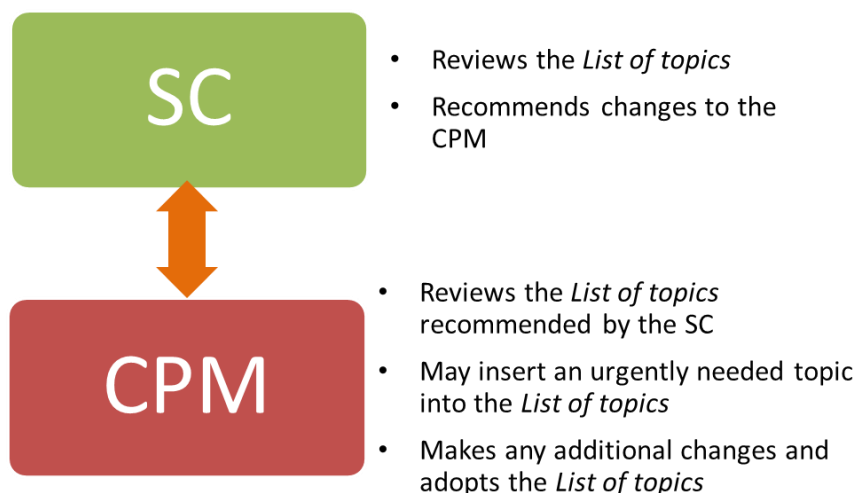 SC
• Reviews the List of topics
• Recommends changes to the
CPM
CPM
• Reviews the List of topics
recommended by the SC
• May insert an urgently needed topic
into the List of topics
• Makes any additional changes and
adopts the List of topics